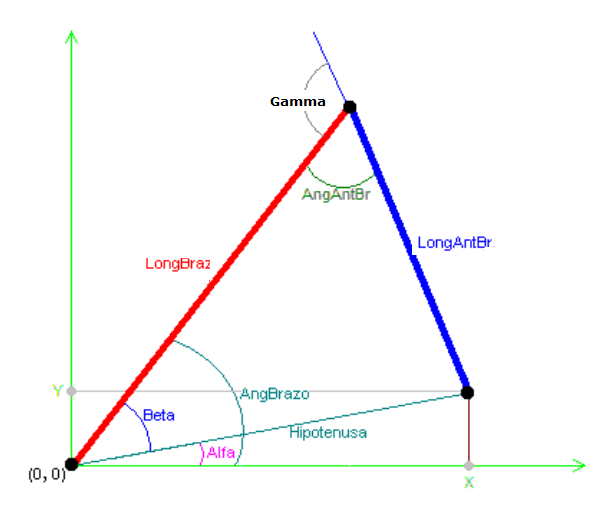 Gamma
AngAntBr
LongAntBr.
LongBraz
Y
AngBrazo
Beta
Hipotenusa
Alfa
(0, 0)
X